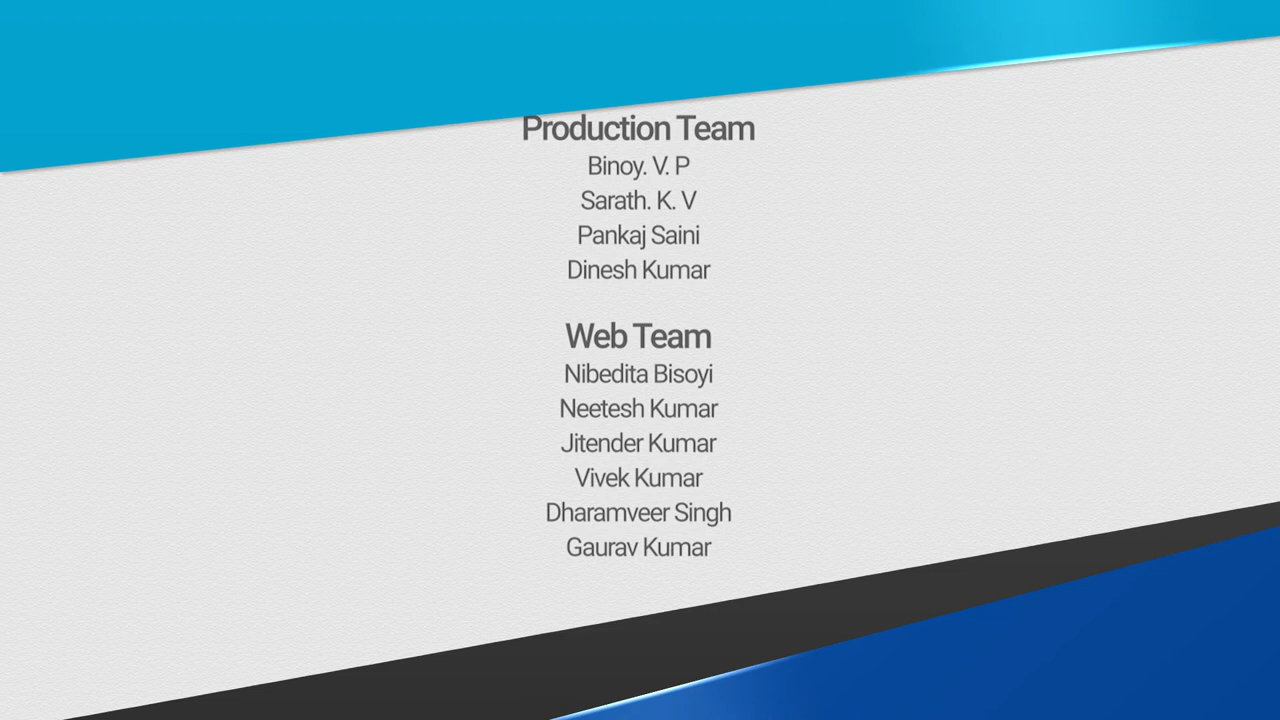 Production Team
Binoy. V. P
Sarath. K. V
Pankaj Saini
Dinesh Kumar
Web Team
Nibedita Bisoyi
Neetesh Kumar
Jitender Kumar
Vivek Kumar
Dharamveer Singh
Gaurav Kumar